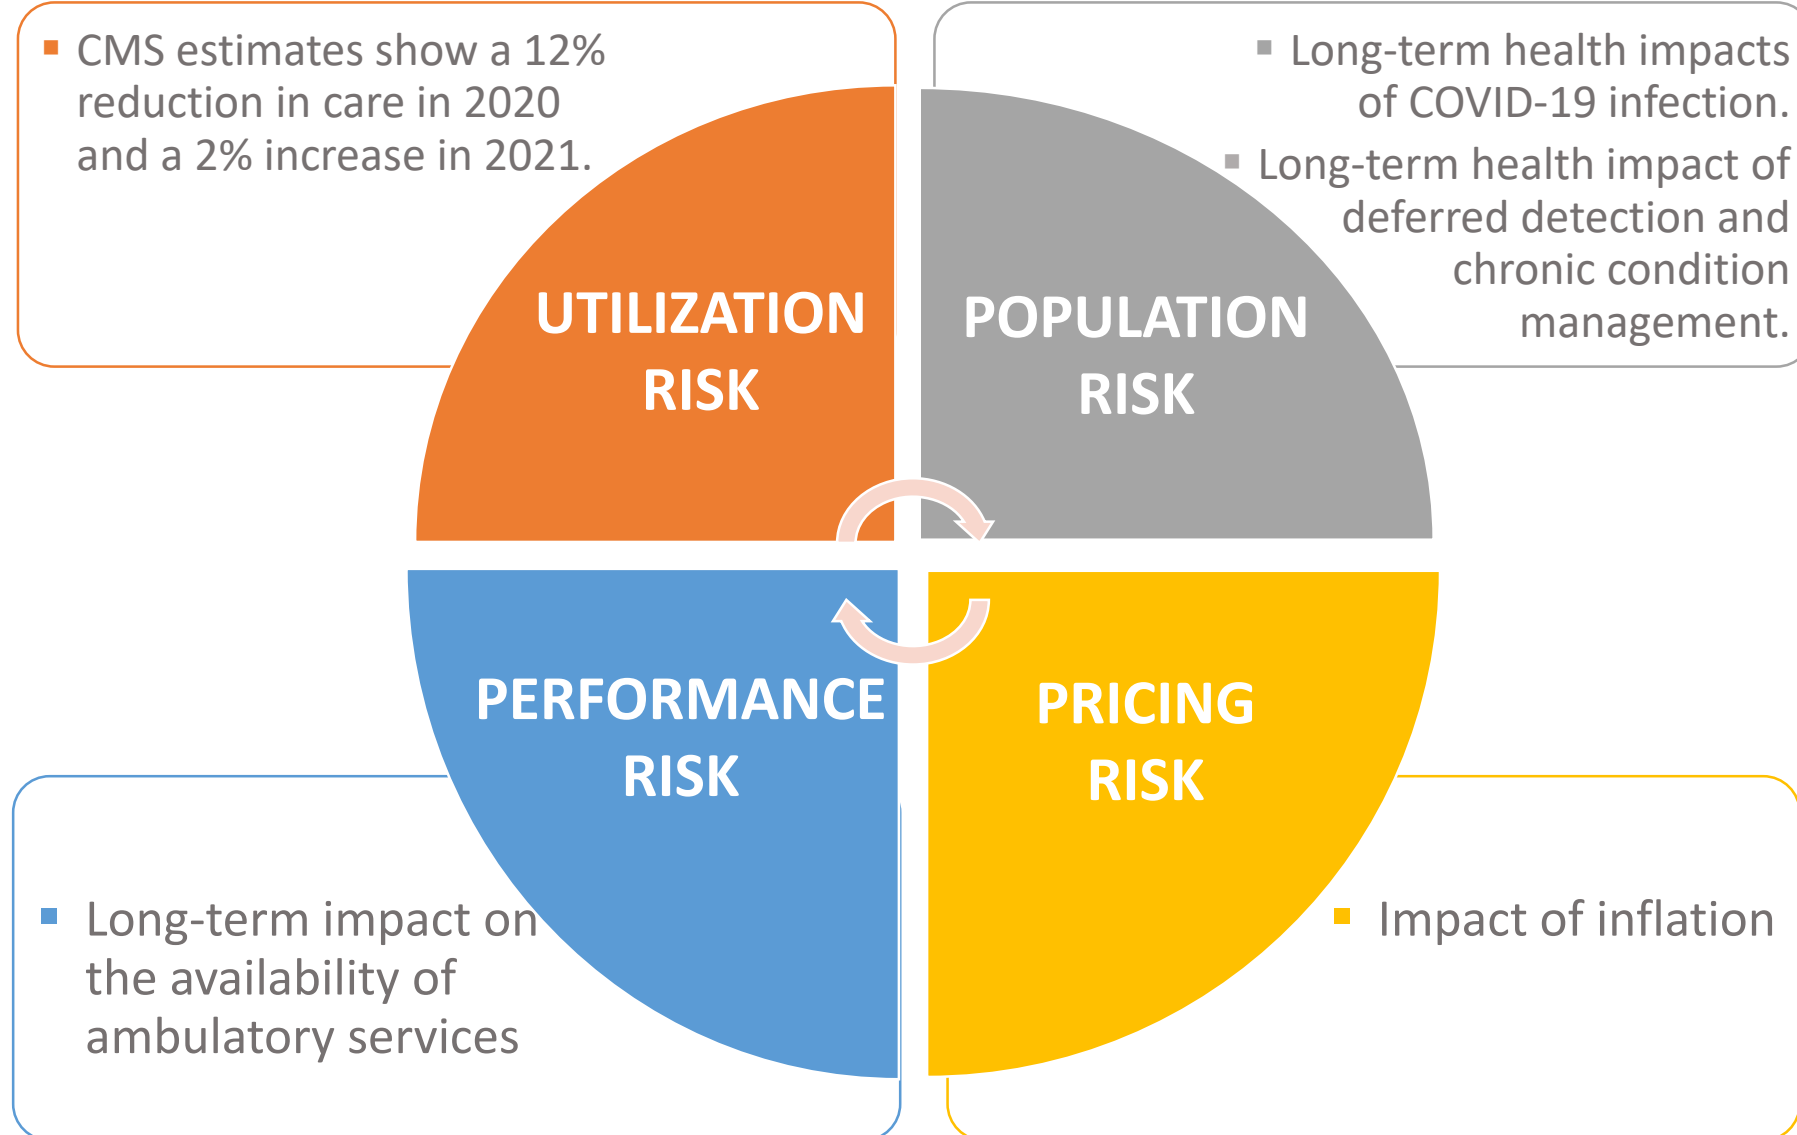 ▪ CMS estimates show a 12%
reduction in care in 2020
and a 2% increase in 2021.
▪ Long-term health impacts
of COVID-19 infection.
▪ Long-term health impact of
deferred detection and
chronic condition
management.
UTILIZATION
RISK
POPULATION
RISK
PERFORMANCE
RISK
PRICING
RISK
▪ Long-term impact on
the availability of
ambulatory services
▪ Impact of inflation